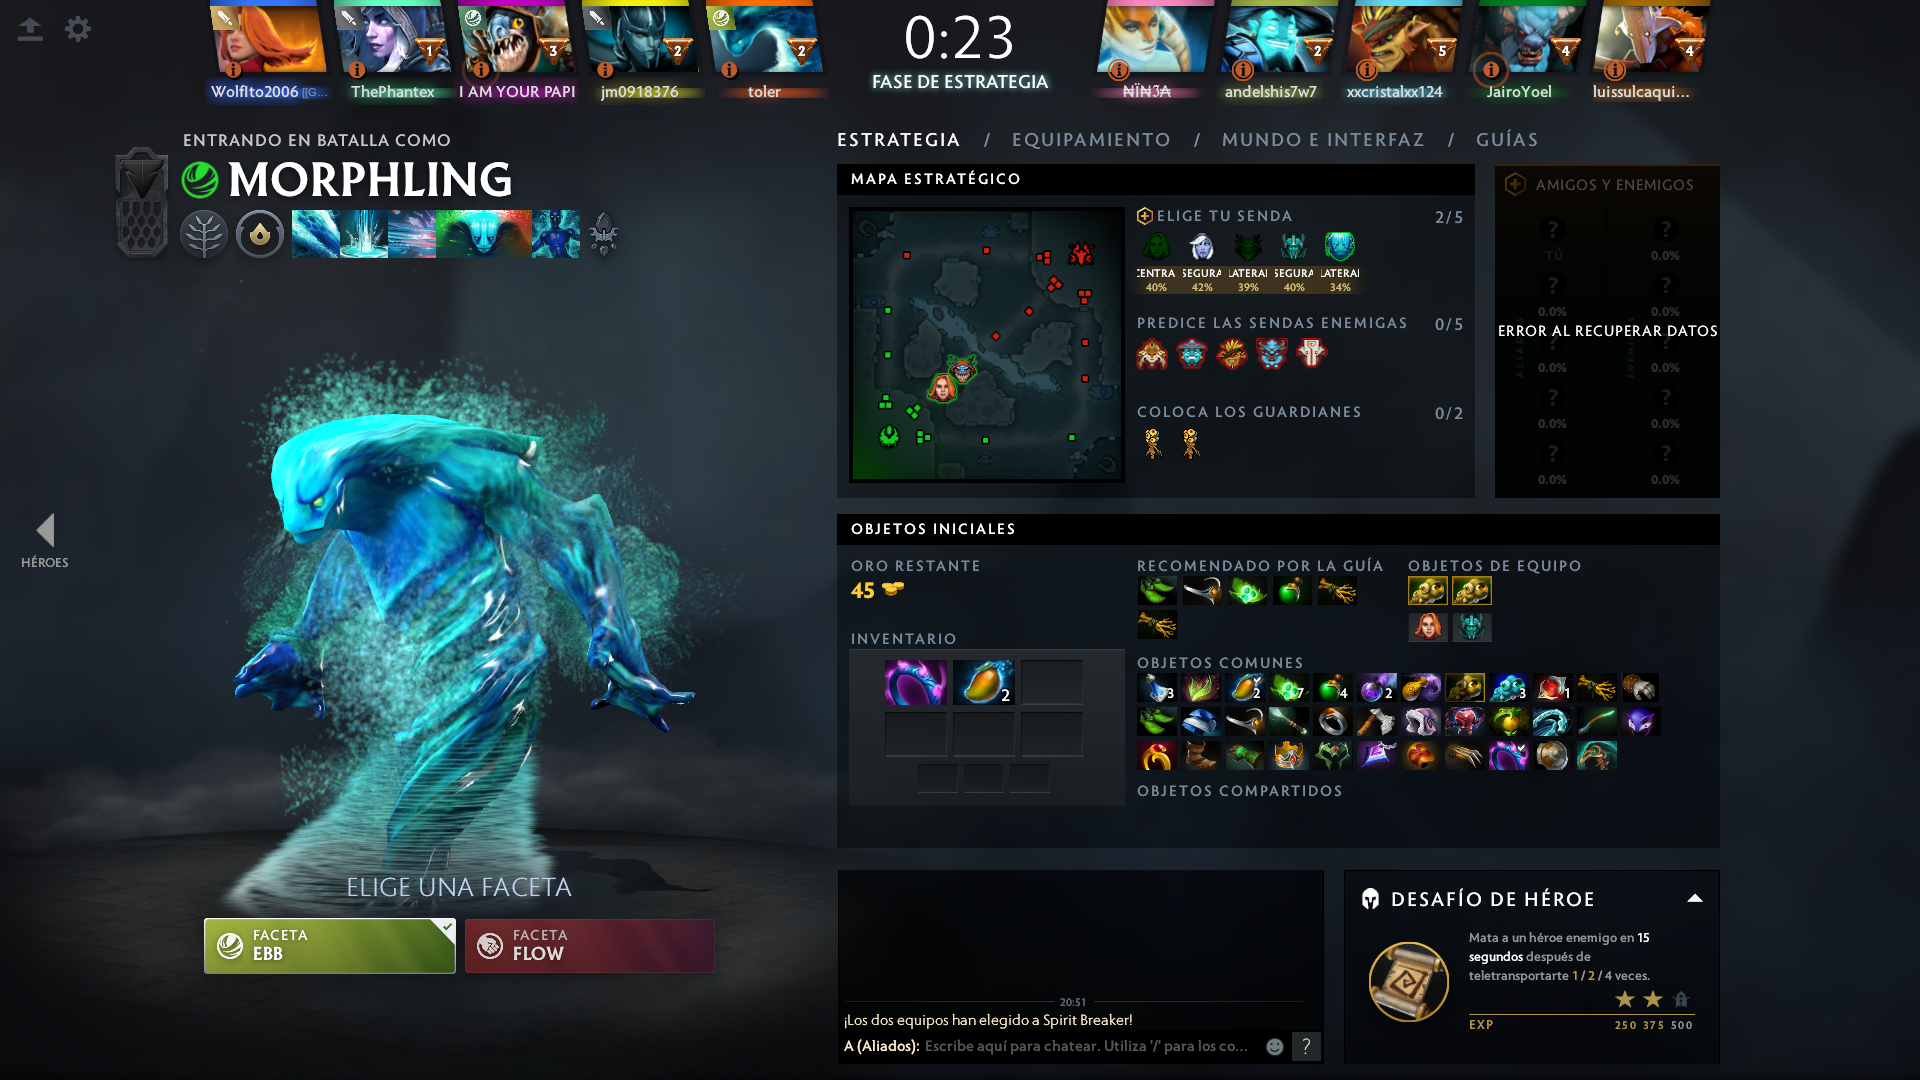 0:23
FASE DE ESTRATEGIA
1
3
2
2
2
5
4
4
WolfIto2006 [[G...
ThePhantex
I AM YOUR PAPI
jm0918376
toler
andelshis7w7
xxcristalxx124
JairoYoel
luissulcaqui...
ENTRANDO EN BATALLA COMO
MORPHLING
ESTRATEGIA / EQUIPAMIENTO / MUNDO E INTERFAZ / GUÍAS
MAPA ESTRATÉGICO
ELIGE TU SENDA 2/5
CENTRA SEGURA LATERAL SEGURA LATERAL
40% 42% 39% 40% 34%
PREDICE LAS SENDAS ENEMIGAS 0/5
COLOCA LOS GUARDIANES 0/2
AMIGOS Y ENEMIGOS
? ?
TÚ 0.0%
? ?
0.0% 0.0%
ERROR AL RECUPERAR DATOS
0.0% 0.0%
? ?
0.0% 0.0%
? ?
0.0% 0.0%
HÉROES
OBJETOS INICIALES
ORO RESTANTE
45
INVENTARIO
2
RECOMENDADO POR LA GUÍA
OBJETOS DE EQUIPO
OBJETOS COMUNES
3 2 7 4 2 3 1
OBJETOS COMPARTIDOS
ELIGE UNA FACETA
FACETA
EBB
FACETA
FLOW
20:51
¡Los dos equipos han elegido a Spirit Breaker!
A (Aliados): Escribe aquí para chatear. Utiliza '/' para los co...
?
DESAFÍO DE HÉROE
Mata a un héroe enemigo en 15
segundos después de
teletransportarte 1 / 2 / 4 veces.
EXP 250 375 500